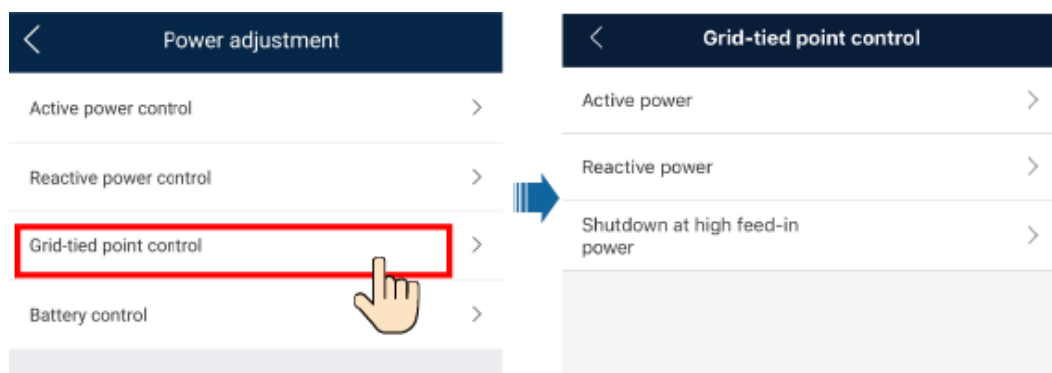 Power adjustment
Active power control
Reactive power control
Grid-tied point control
Battery control
Grid-tied point control
Active power
Reactive power
Shutdown at high feed-in
power